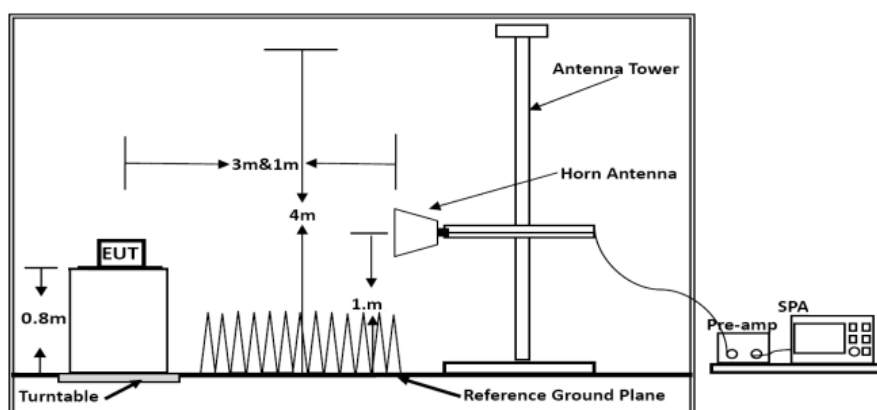 Antenna Tower
3m&1m
Horn Antenna
4m
EUT
0.8m
1.m
SPA
Pre-amp
Turntable
Reference Ground Plane